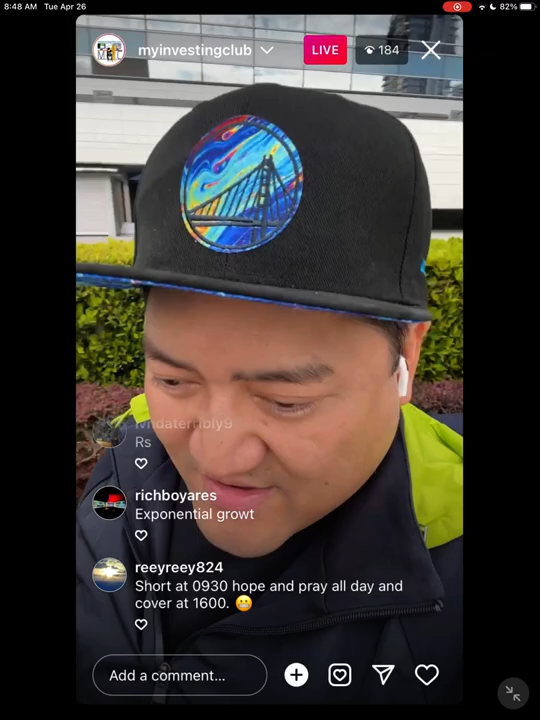 8:48 AM Tue Apr 26
82%
myinvestingclub
LIVE
184
lvndaterribly9
Rs
richboyares
Exponential growt
reeyreey824
Short at 0930 hope and pray all day and
cover at 1600. 😬
Add a comment...